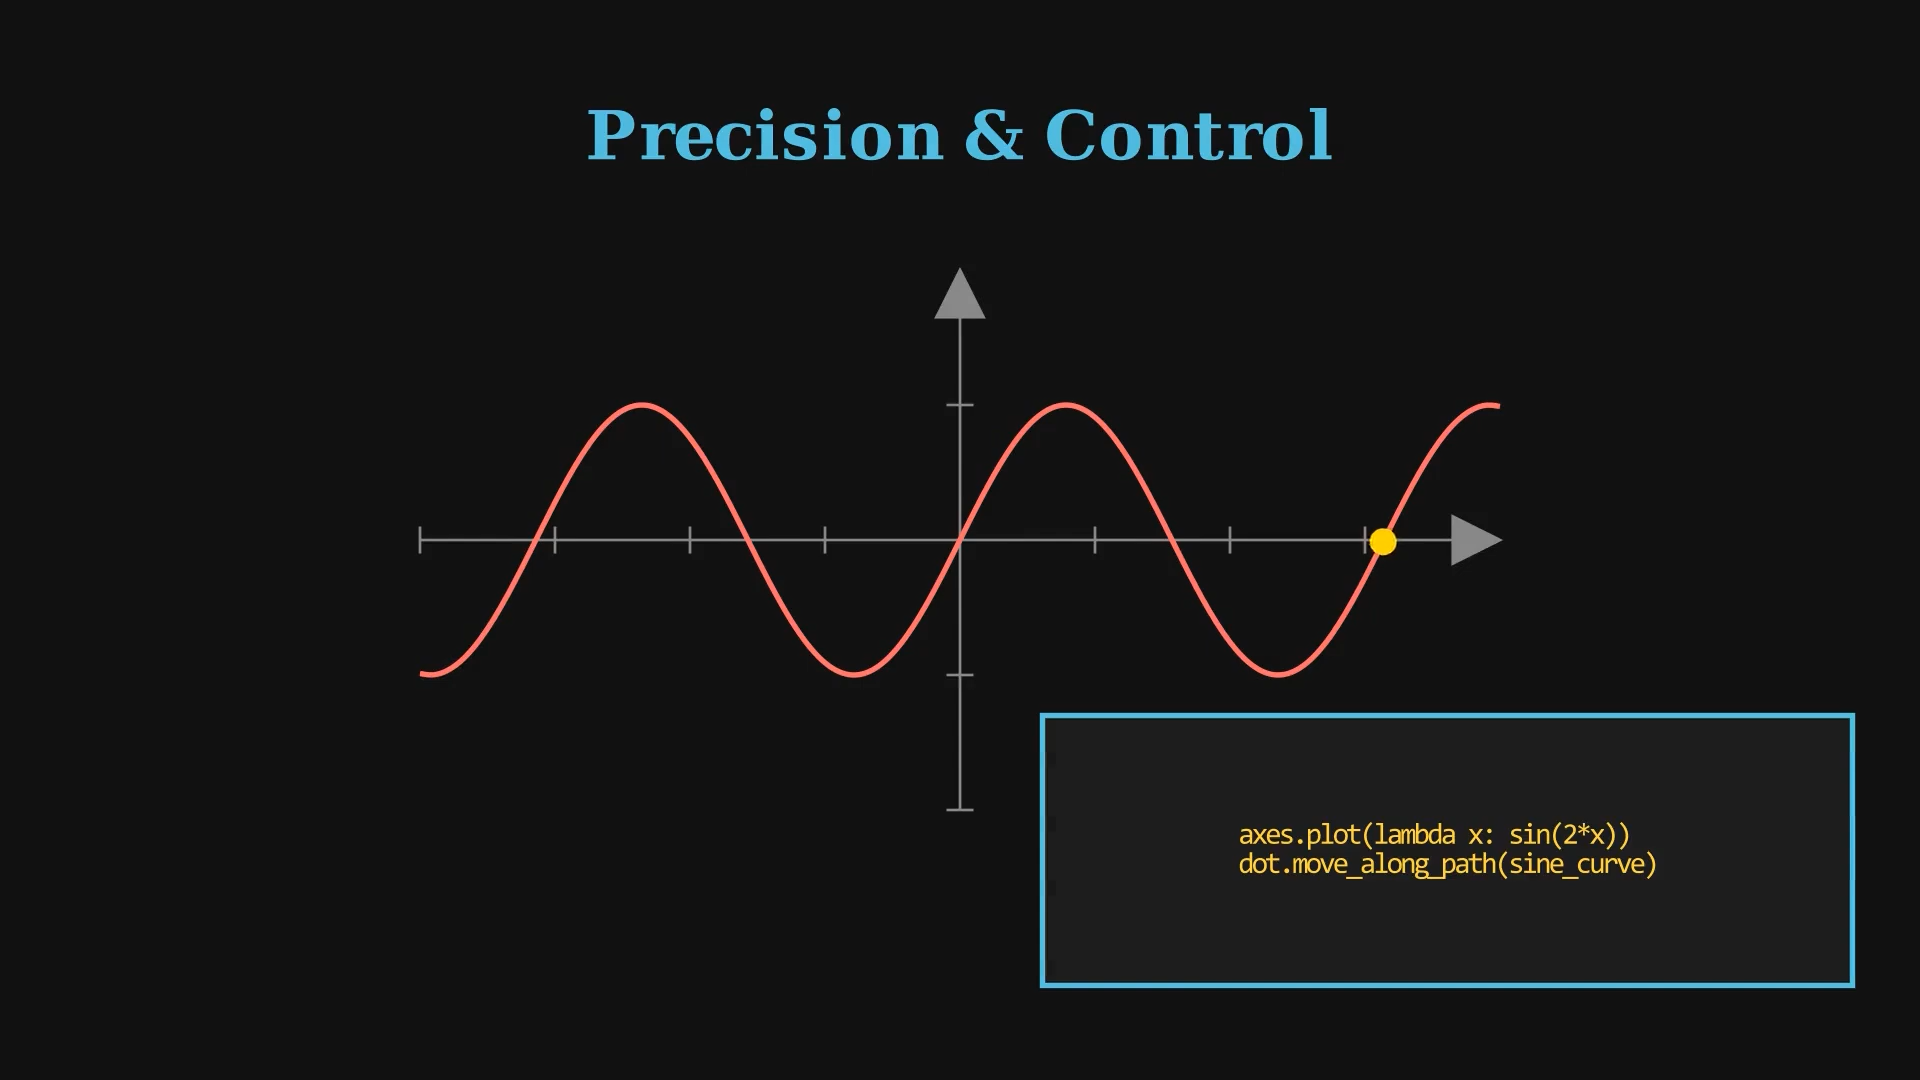 Precision & Control
axes.plot(lambda x: sin(2*x))
dot.move_along_path(sine_curve)